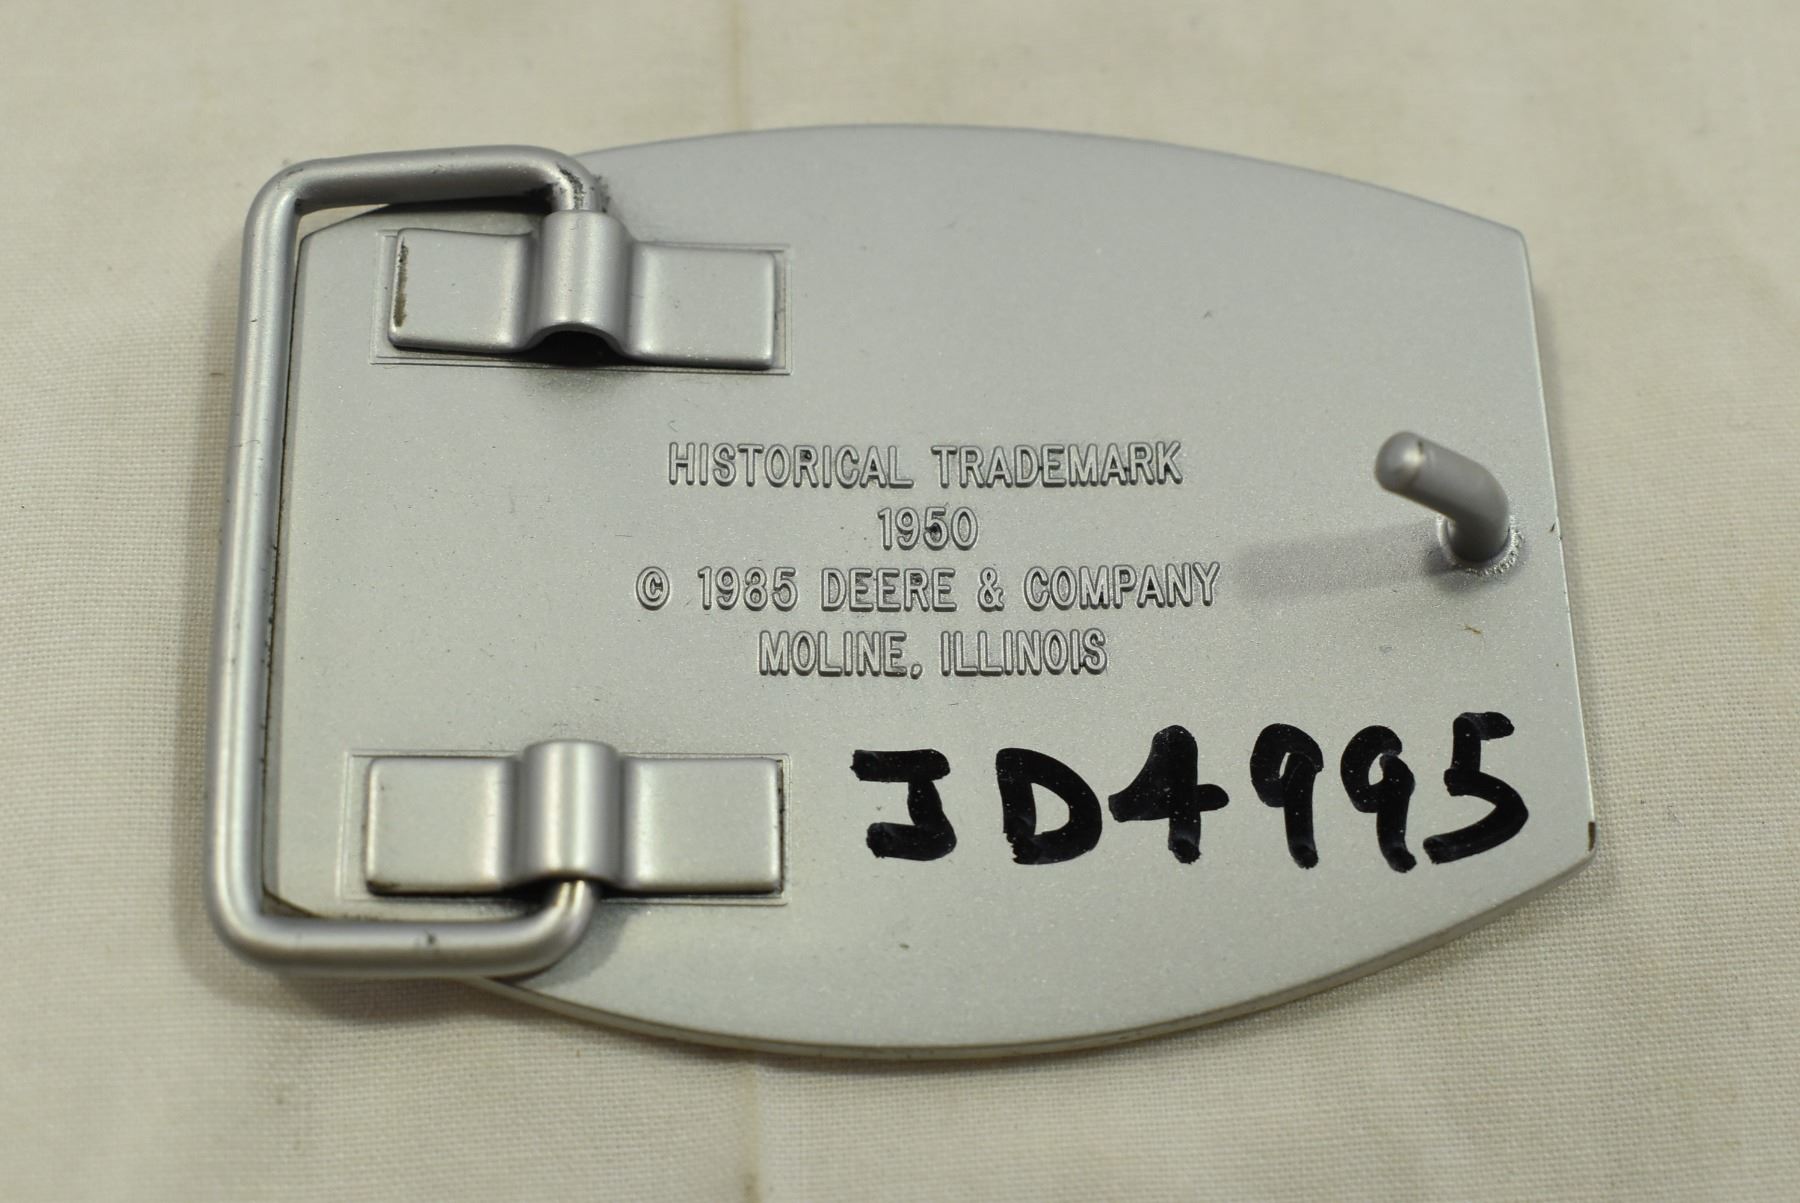 HISTORICAL TRADEMARK
1950
© 1985 DEERE & COMPANY
MOLINE, ILLINOIS
JD4995